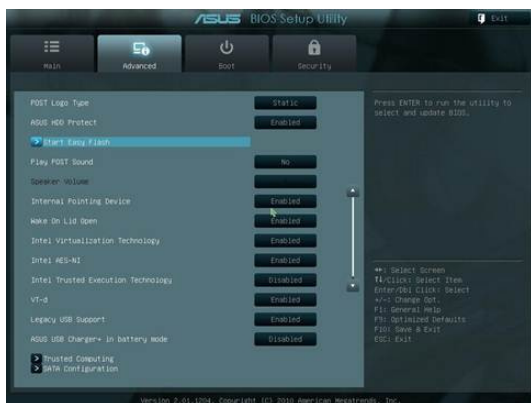 ASUS BIOS Setup Utility
Exit
Main
Advanced
Boot
Security
POST Logo Type
Static
ASUS HDD Protect
Enabled
> Start Easy Flash
Play POST Sound
No
Speaker Volume
Internal Pointing Device
Enabled
Wake On Lid Open
Enabled
Intel Virtualization Technology
Enabled
Intel AES-NI
Enabled
Intel Trusted Execution Technology
Disabled
VT-d
Enabled
Legacy USB Support
Enabled
ASUS USB Charger+ in battery mode
Disabled
> Trusted Computing
> SATA Configuration
Press ENTER to run the utility to
select and update BIOS.
↔: Select Screen
↑↓/Click: Select Item
Enter/Dbl Click: Select
+/-: Change Opt.
F1: General Help
F9: Optimized Defaults
F10: Save & Exit
ESC: Exit
Version 2.01.1204. Copyright (C) 2010 American Megatrends, Inc.